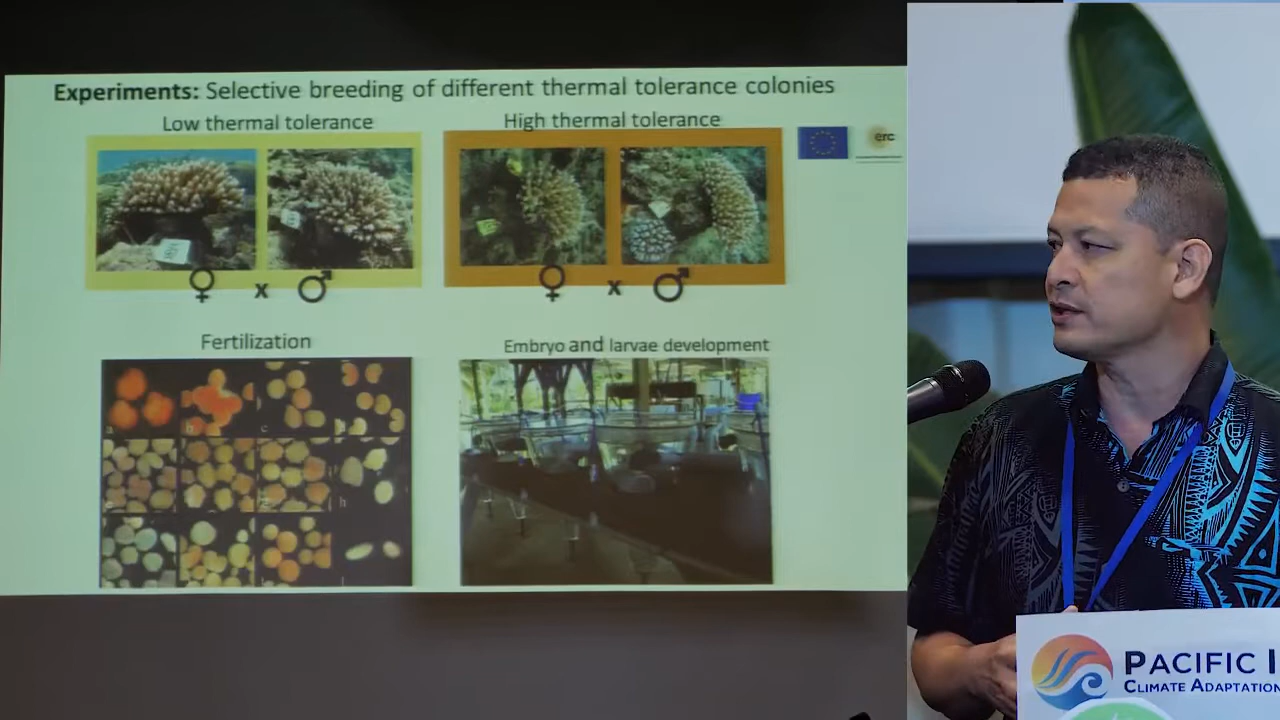 Experiments: Selective breeding of different thermal tolerance colonies
Low thermal tolerance
High thermal tolerance
erc
♀ x ♂
♀ x ♂
Fertilization
Embryo and larvae development
a
b
c
h
PACIFIC I
CLIMATE ADAPTATION